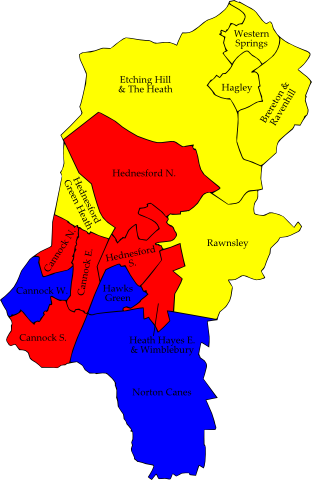 Western
Springs
Etching Hill
& The Heath
Hagley
Brereton &
Ravenhill
Hednesford N.
Hednesford
Green Heath
Rawnsley
Cannock N.
Cannock E.
Hednesford
S.
Cannock W.
Hawks
Green
Cannock S.
Heath Hayes E.
& Wimblebury
Norton Canes